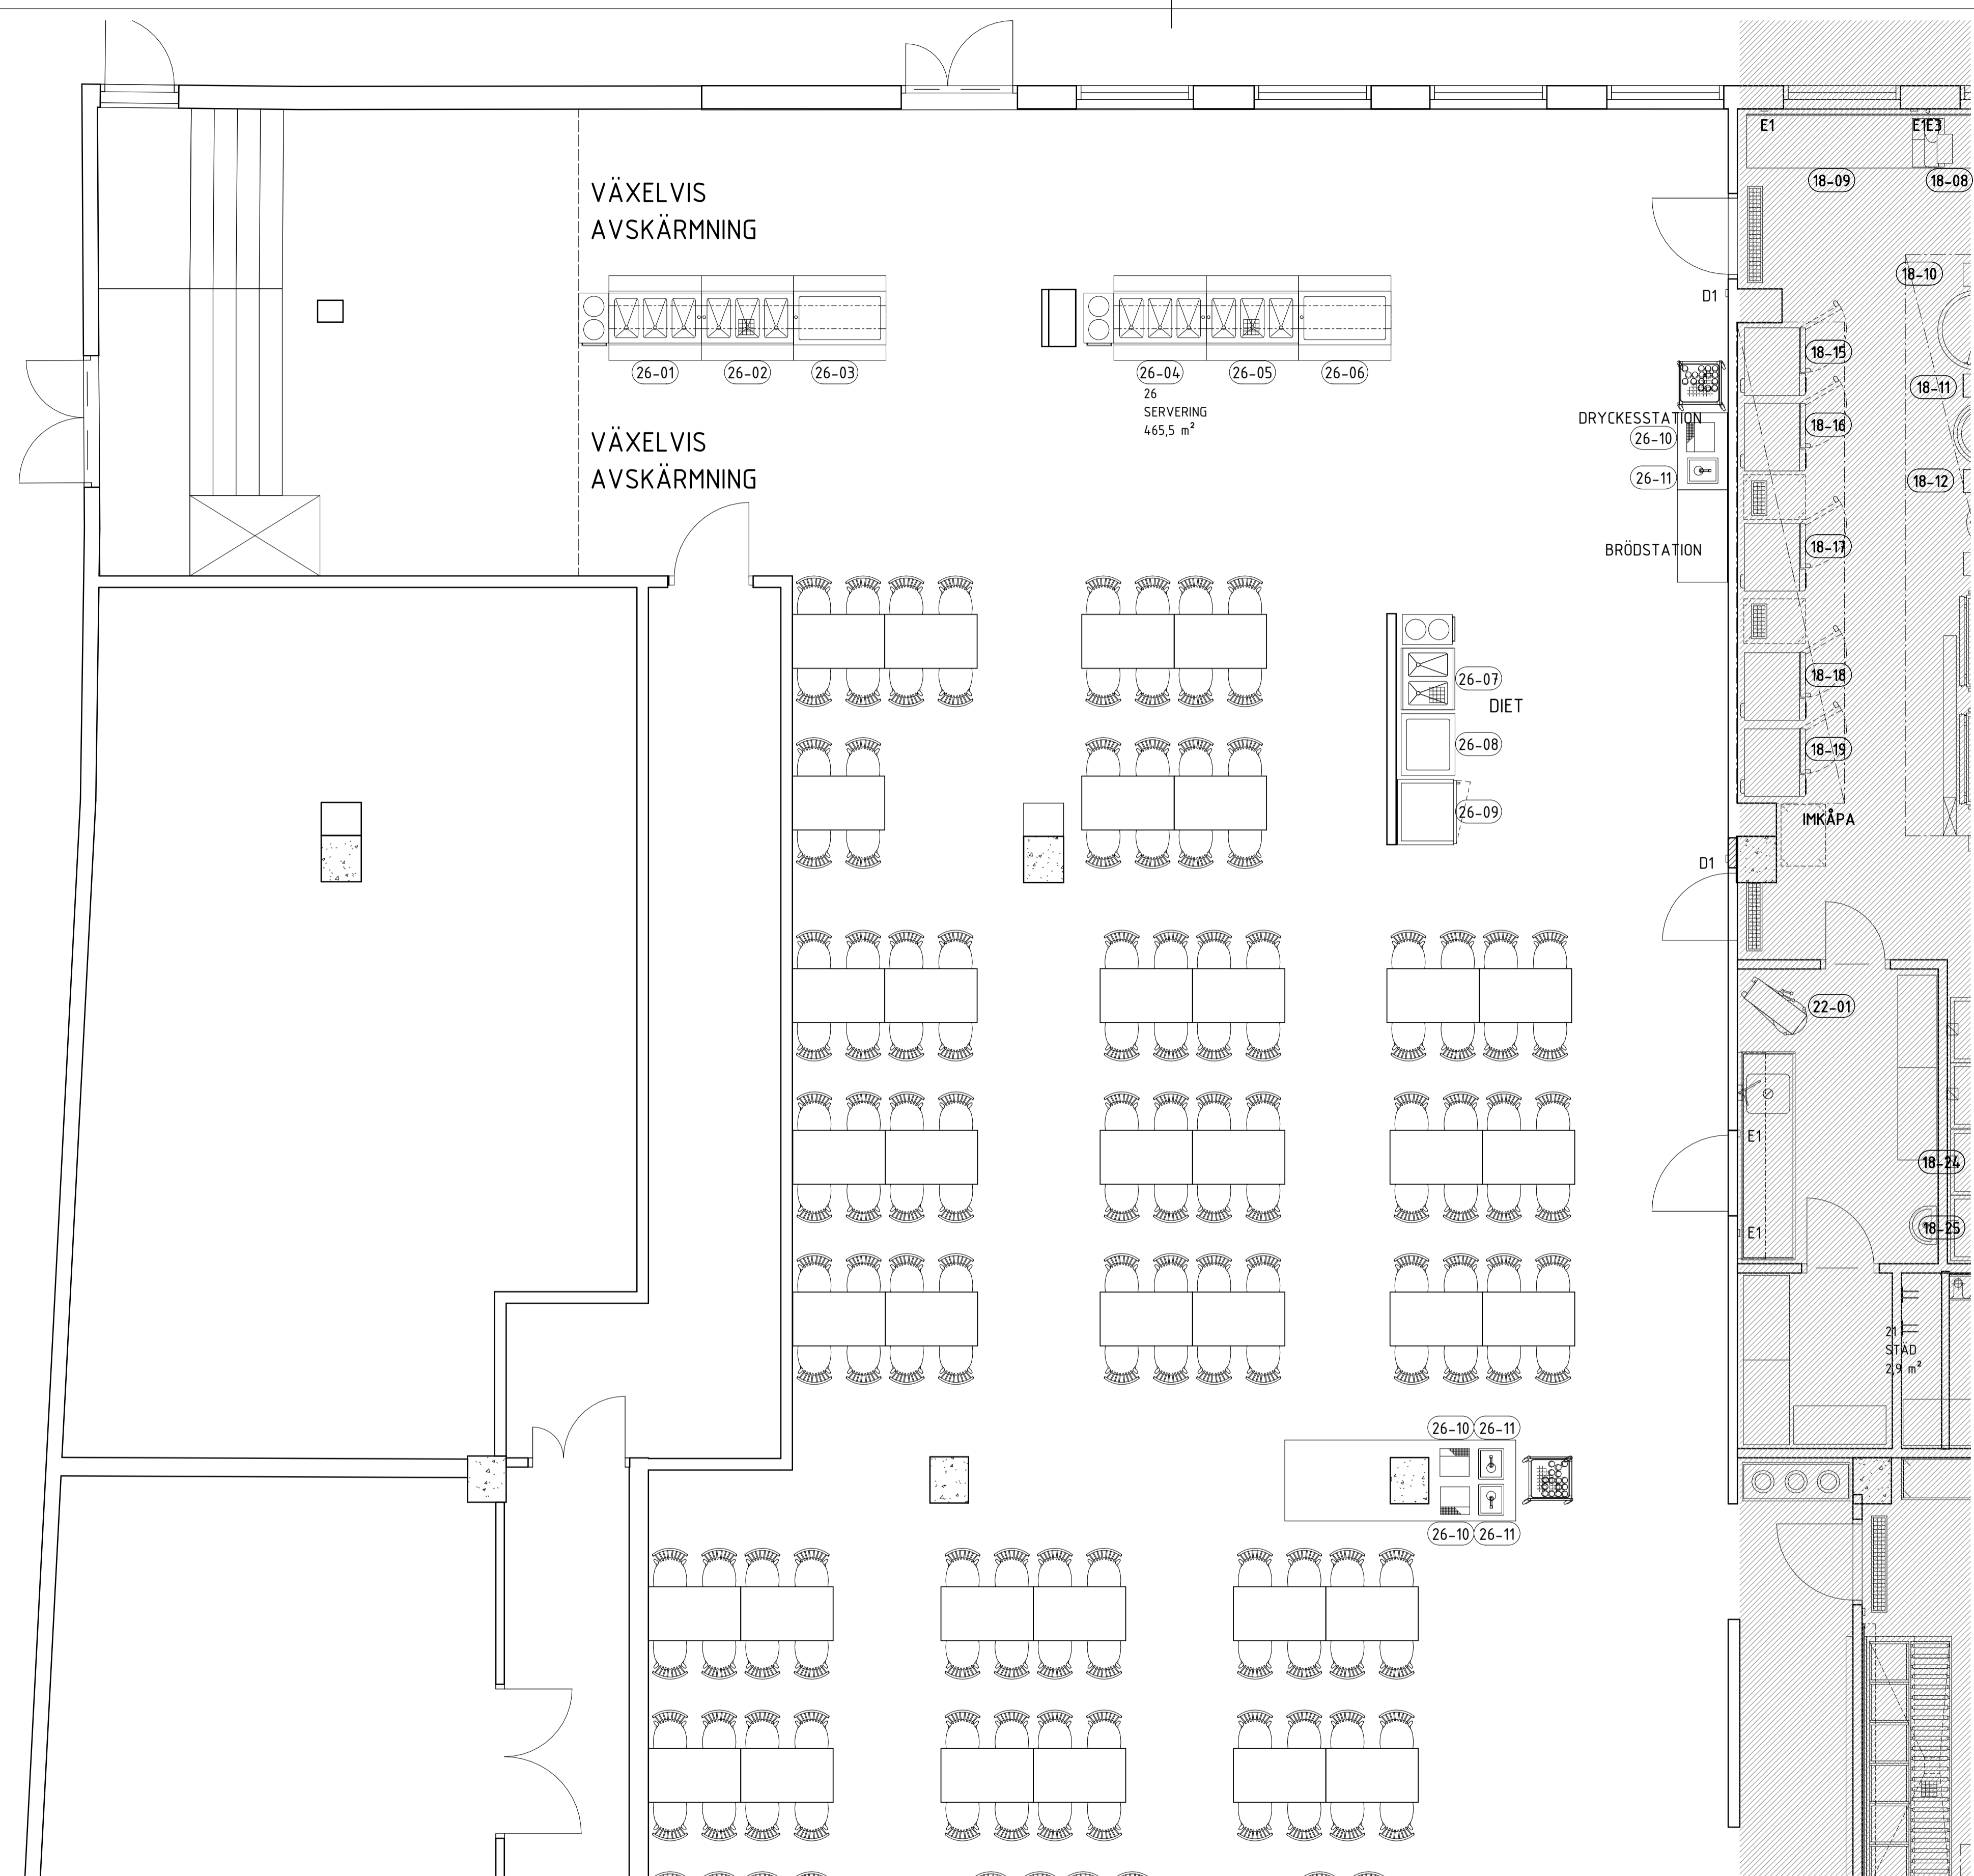 E1
E1E3
18-09
18-08
VÄXELVIS
AVSKÄRMNING
18-10
D1
18-15
26-01
26-02
26-03
26-04
26-05
26-06
26
SERVERING
465,5 m²
18-11
DRYCKESSTATION
18-16
VÄXELVIS
AVSKÄRMNING
26-10
26-11
18-12
BRÖDSTATION
18-17
26-07
DIET
18-18
26-08
18-19
26-09
IMKÅPA
D1
22-01
E1
18-24
E1
18-25
21
STÄD
2,9 m²
26-10
26-11
26-10
26-11